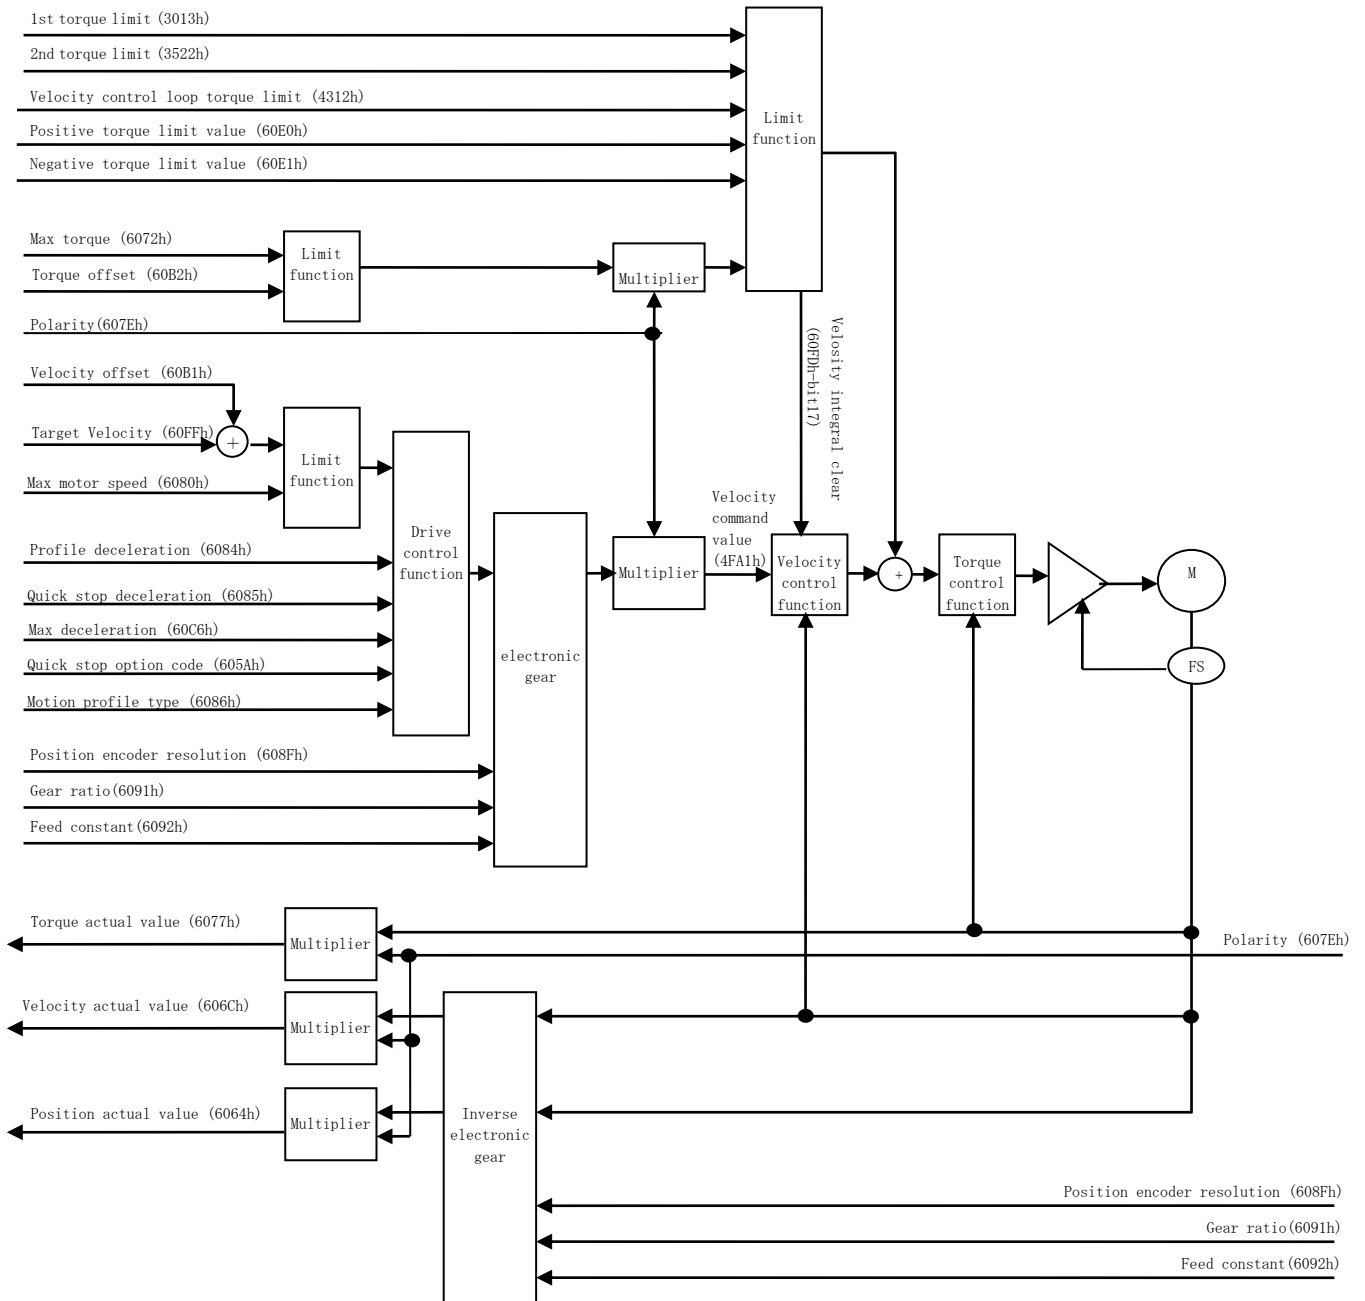 1st torque limit (3013h)
2nd torque limit (3522h)
Velocity control loop torque limit (4312h)
Positive torque limit value (60E0h)
Negative torque limit value (60E1h)
Limit
function
Max torque (6072h)
Torque offset (60B2h)
Limit
function
Multiplier
Polarity(607Eh)
Velosity integral clear
(60FDh-bit17)
Velocity offset (60B1h)
Target Velocity (60FFh)
+
Max motor speed (6080h)
Limit
function
Profile deceleration (6084h)
Quick stop deceleration (6085h)
Max deceleration (60C6h)
Quick stop option code (605Ah)
Motion profile type (6086h)
Drive
control
function
Position encoder resolution (608Fh)
Gear ratio(6091h)
Feed constant(6092h)
electronic
gear
Multiplier
Velocity
command
value
(4FA1h)
Velocity
control
function
+
Torque
control
function
M
FS
Torque actual value (6077h)
Multiplier
Polarity (607Eh)
Velocity actual value (606Ch)
Multiplier
Position actual value (6064h)
Multiplier
Inverse
electronic
gear
Position encoder resolution (608Fh)
Gear ratio(6091h)
Feed constant(6092h)